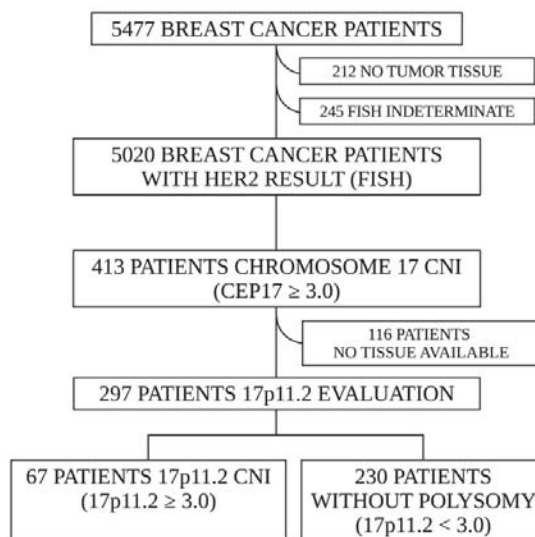 5477 BREAST CANCER PATIENTS
212 NO TUMOR TISSUE
245 FISH INDETERMINATE
5020 BREAST CANCER PATIENTS
WITH HER2 RESULT (FISH)
413 PATIENTS CHROMOSOME 17 CNI
(CEP17 ≥ 3.0)
116 PATIENTS
NO TISSUE AVAILABLE
297 PATIENTS 17p11.2 EVALUATION
67 PATIENTS 17p11.2 CNI
(17p11.2 ≥ 3.0)
230 PATIENTS
WITHOUT POLYSOMY
(17p11.2 < 3.0)